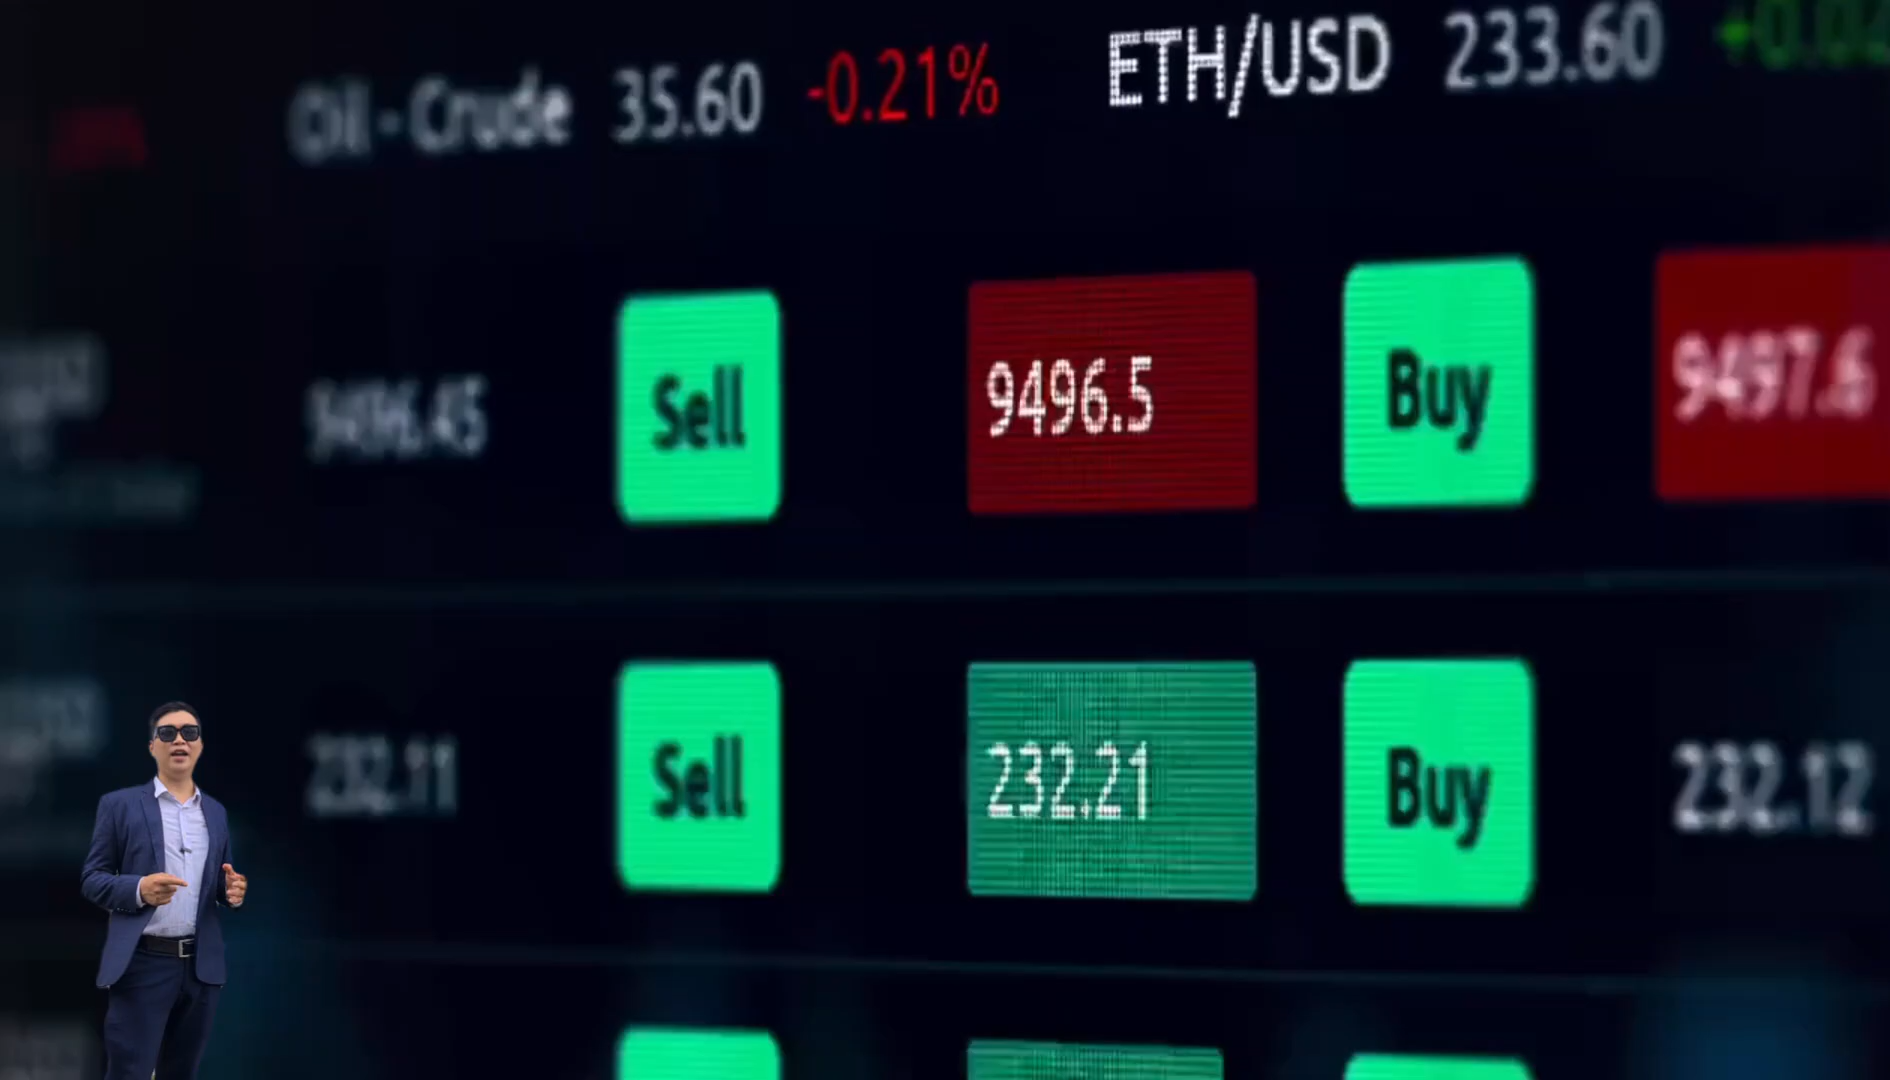 Oil - Crude 35.60 -0.21% ETH/USD 233.60
9496.45 Sell 9496.5 Buy 9497.6
232.11 Sell 232.21 Buy 232.12